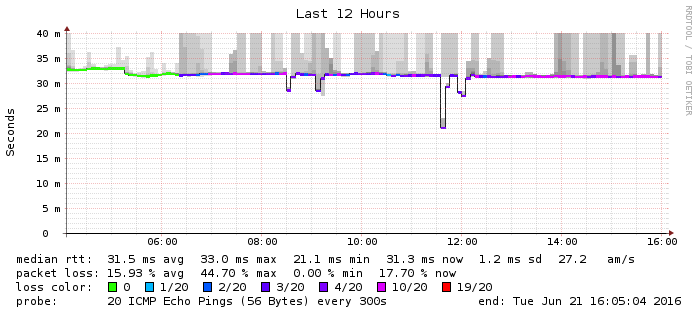 Last 12 Hours
RRDTOOL / TOBI OETIKER
Seconds
40 m
35 m
30 m
25 m
20 m
15 m
10 m
5 m
0
06:00 08:00 10:00 12:00 14:00 16:00
median rtt: 31.5 ms avg 33.0 ms max 21.1 ms min 31.3 ms now 1.2 ms sd 27.2 am/s
packet loss: 15.93 % avg 44.70 % max 0.00 % min 17.70 % now
loss color: 0 1/20 2/20 3/20 4/20 10/20 19/20
probe: 20 ICMP Echo Pings (56 Bytes) every 300s end: Tue Jun 21 16:05:04 2016